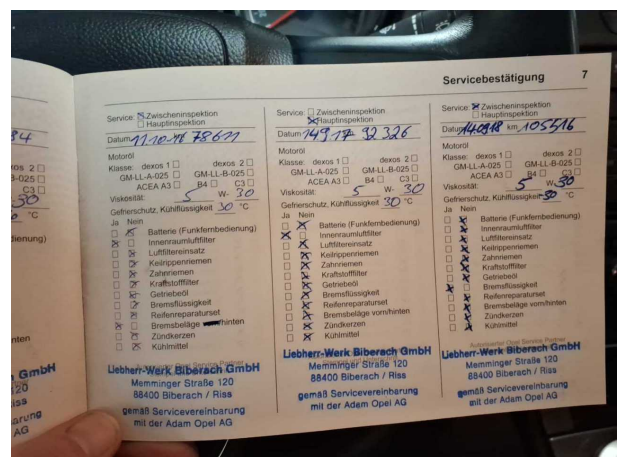 Servicebestätigung 7
Service: Zwischeninspektion
Hauptinspektion
Datum 11.10.16 78611
Motoröl
Klasse: dexos 1 dexos 2
GM-LL-A-025 GM-LL-B-025
ACEA A3 B4 C3
Viskosität: 5 W- 30
Gefrierschutz, Kühlflüssigkeit 30 °C
Ja Nein
Batterie (Funkfernbedienung)
Innenraumluftfilter
Luftfiltereinsatz
Keilrippenriemen
Zahnriemen
Kraftstofffilter
Getriebeöl
Bremsflüssigkeit
Reifenreparaturset
Bremsbeläge vorn/hinten
Zündkerzen
Kühlmittel
Liebherr-Werk Biberach GmbH
Memminger Straße 120
88400 Biberach / Riss
gemäß Servicevereinbarung
mit der Adam Opel AG
Service: Zwischeninspektion
Hauptinspektion
Datum 14.9.17 92 326
Motoröl
Klasse: dexos 1 dexos 2
GM-LL-A-025 GM-LL-B-025
ACEA A3 B4 C3
Viskosität: 5 W- 30
Gefrierschutz, Kühlflüssigkeit 30 °C
Ja Nein
Batterie (Funkfernbedienung)
Innenraumluftfilter
Luftfiltereinsatz
Keilrippenriemen
Zahnriemen
Kraftstofffilter
Getriebeöl
Bremsflüssigkeit
Reifenreparaturset
Bremsbeläge vorn/hinten
Zündkerzen
Kühlmittel
Liebherr-Werk Biberach GmbH
Memminger Straße 120
88400 Biberach / Riss
gemäß Servicevereinbarung
mit der Adam Opel AG
Service: Zwischeninspektion
Hauptinspektion
Datum 14.09.18 km 105516
Motoröl
Klasse: dexos 1 dexos 2
GM-LL-A-025 GM-LL-B-025
ACEA A3 B4 C3
Viskosität: 5 W- 30
Gefrierschutz, Kühlflüssigkeit 30 °C
Ja Nein
Batterie (Funkfernbedienung)
Innenraumluftfilter
Luftfiltereinsatz
Keilrippenriemen
Zahnriemen
Kraftstofffilter
Getriebeöl
Bremsflüssigkeit
Reifenreparaturset
Bremsbeläge vorn/hinten
Zündkerzen
Kühlmittel
Autorisierter Opel Service Partner
Liebherr-Werk Biberach GmbH
Memminger Straße 120
88400 Biberach / Riss
gemäß Servicevereinbarung
mit der Adam Opel AG